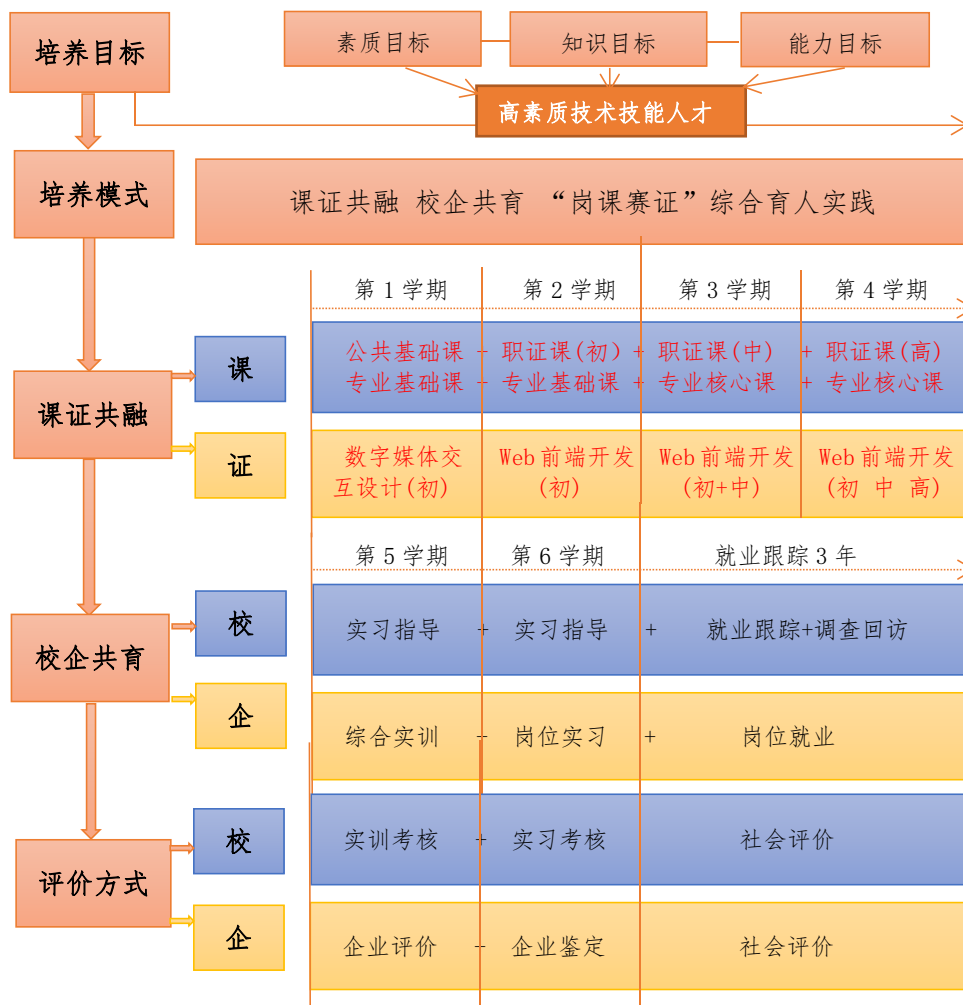 培养目标
素质目标
知识目标
能力目标
高素质技术技能人才
培养模式
课证共融 校企共育 “岗课赛证”综合育人实践
第1学期 第2学期 第3学期 第4学期
课证共融
课
公共基础课 + 职证课(初) + 职证课(中) + 职证课(高)
专业基础课 + 专业基础课 + 专业核心课 + 专业核心课
证
数字媒体交 Web前端开发 Web前端开发 Web前端开发
互设计(初) (初) (初+中) (初 中 高)
第5学期 第6学期 就业跟踪3年
校企共育
校
实习指导 + 实习指导 + 就业跟踪+调查回访
企
综合实训 + 岗位实习 + 岗位就业
评价方式
校
实训考核 + 实习考核 社会评价
企
企业评价 + 企业鉴定 社会评价